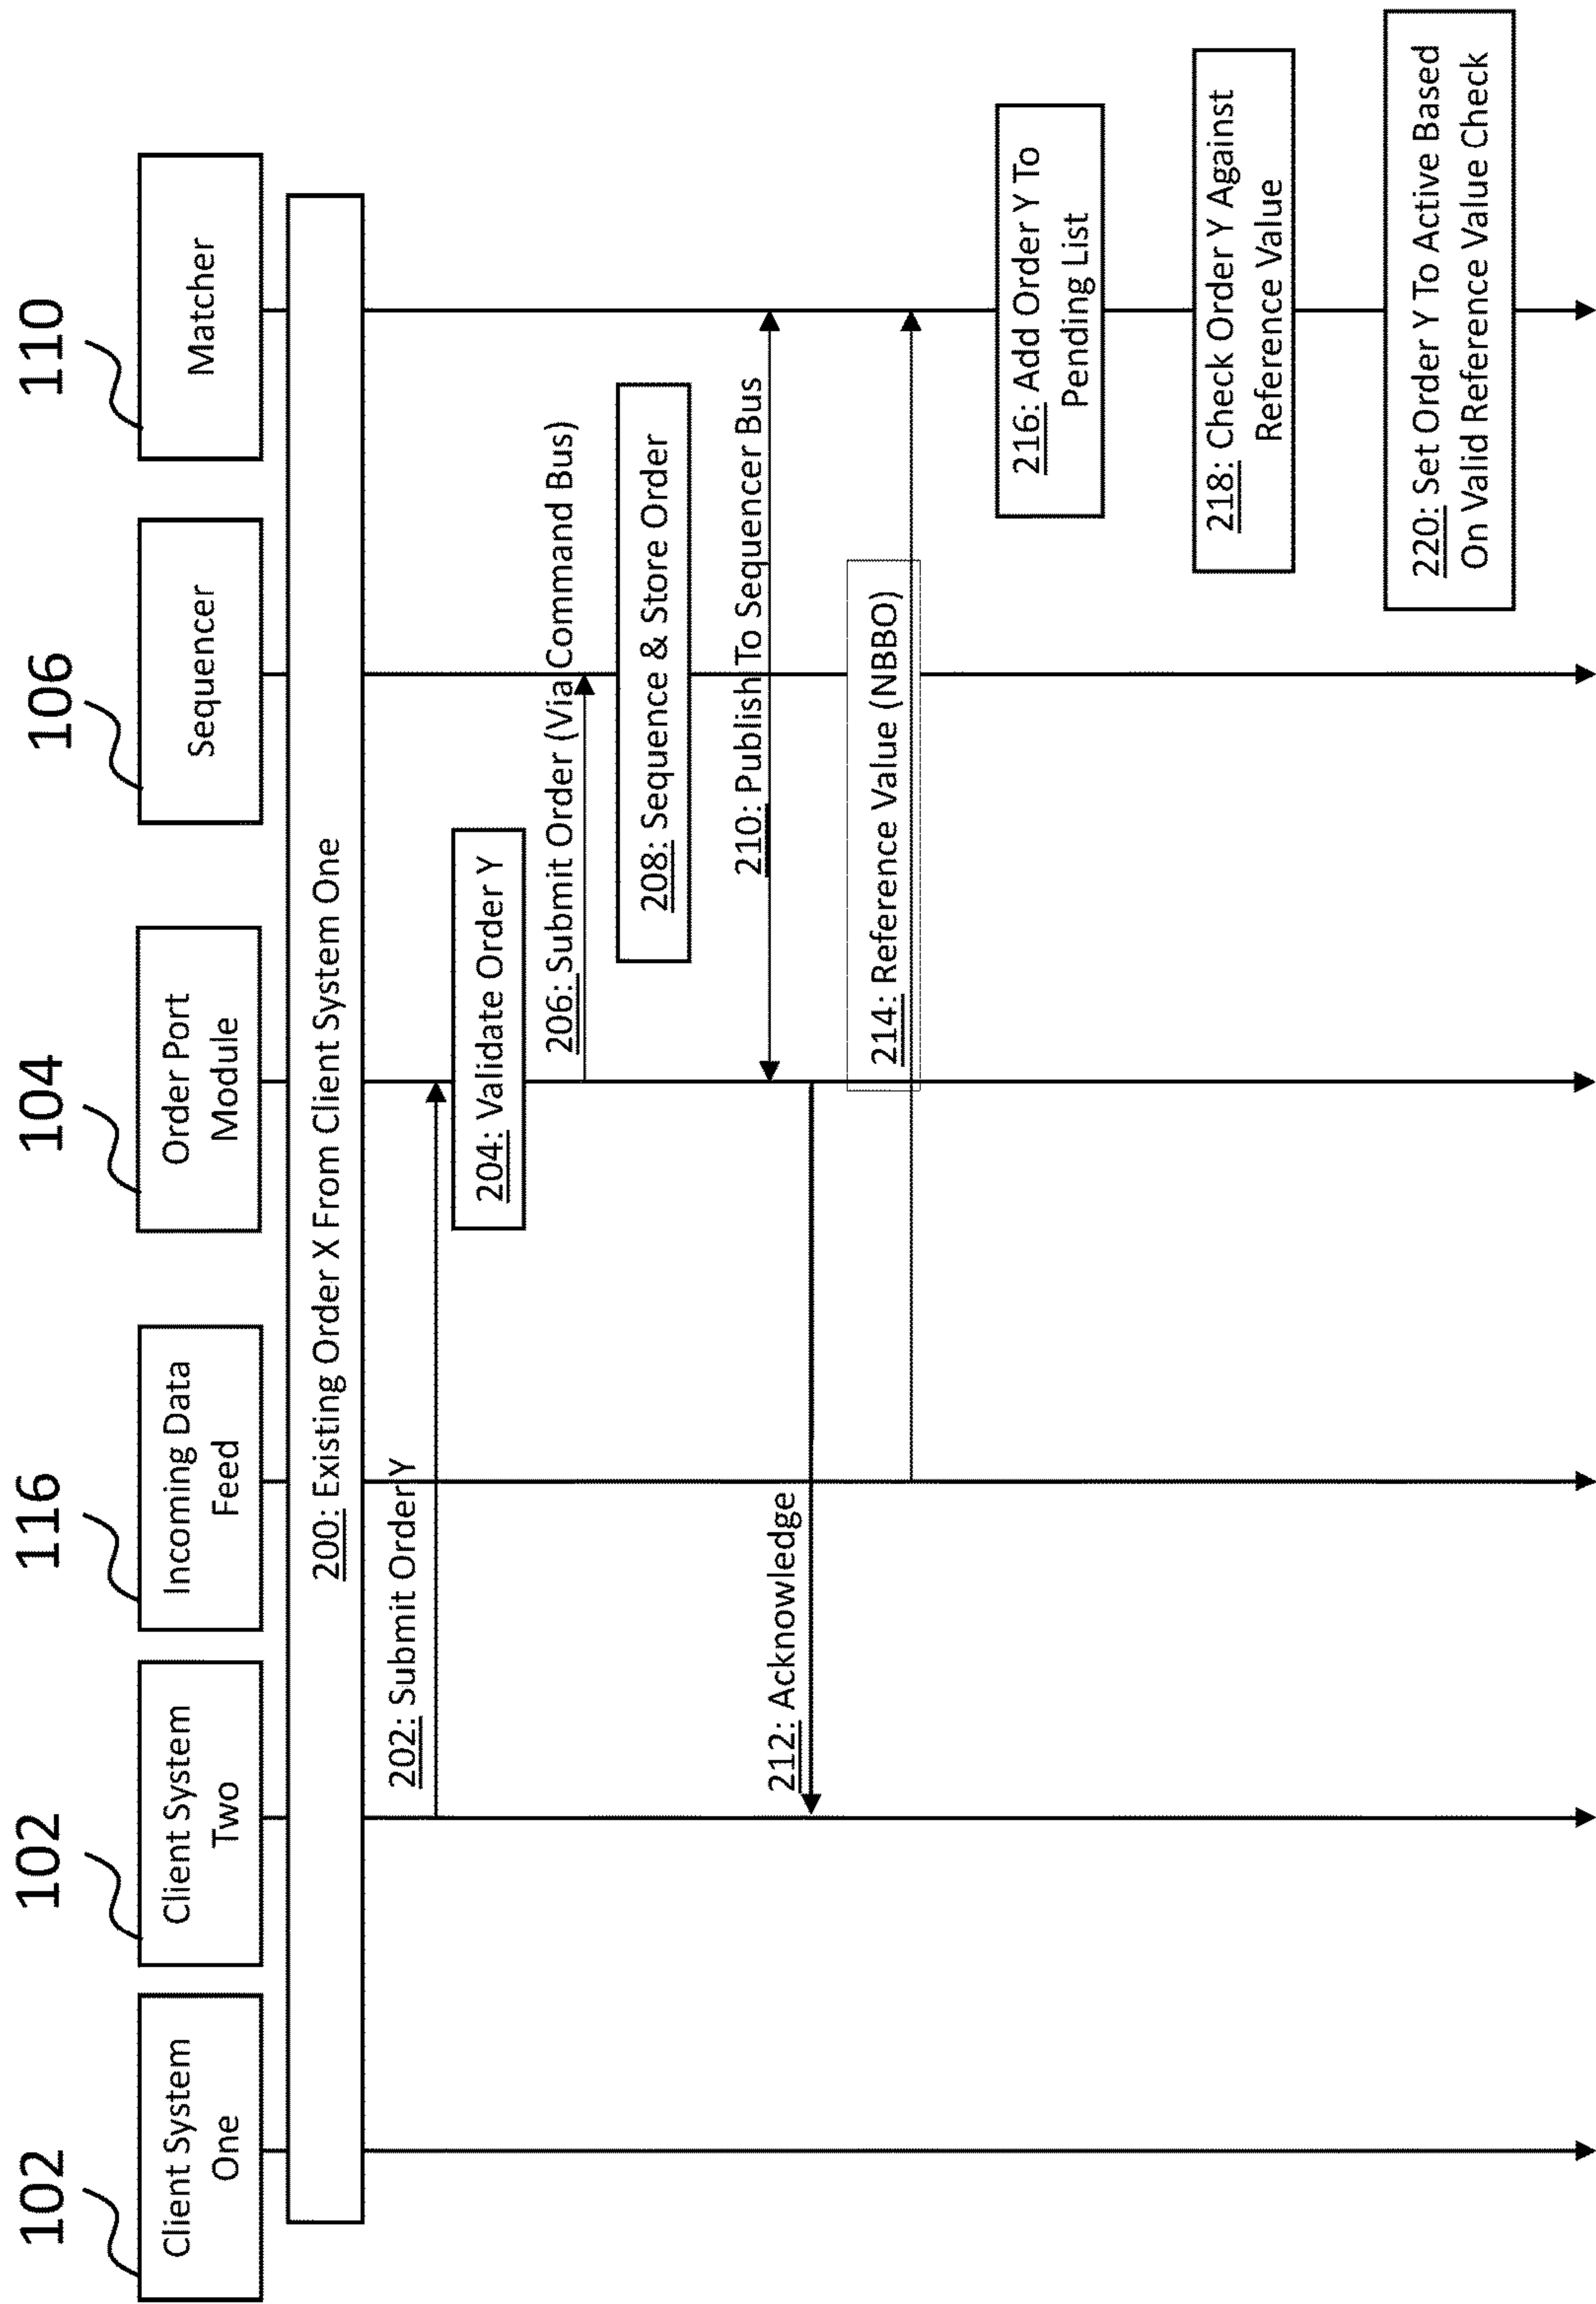 102
102
116
104
106
110
Client System
One
Client System
Two
Incoming Data
Feed
Order Port
Module
Sequencer
Matcher
200: Existing Order X From Client System One
202: Submit Order Y
204: Validate Order Y
206: Submit Order (Via Command Bus)
208: Sequence & Store Order
210: Publish To Sequencer Bus
212: Acknowledge
214: Reference Value (NBBO)
216: Add Order Y To
Pending List
218: Check Order Y Against
Reference Value
220: Set Order Y To Active Based
On Valid Reference Value Check